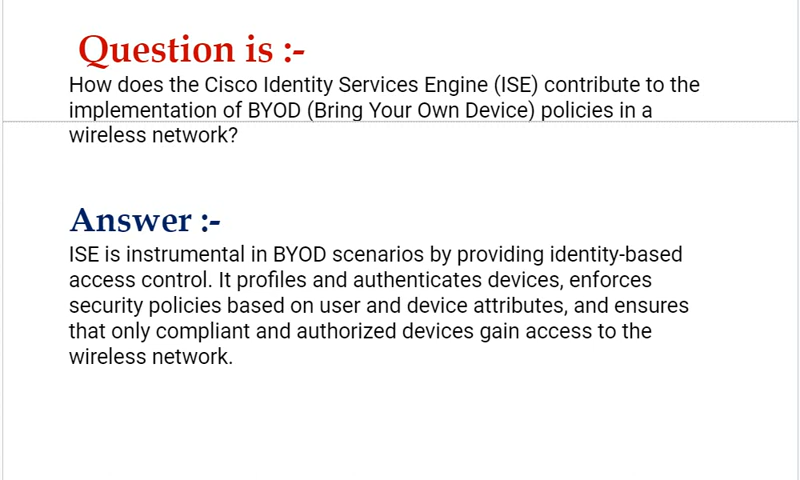 Question is :-
How does the Cisco Identity Services Engine (ISE) contribute to the
implementation of BYOD (Bring Your Own Device) policies in a
wireless network?
Answer :-
ISE is instrumental in BYOD scenarios by providing identity-based
access control. It profiles and authenticates devices, enforces
security policies based on user and device attributes, and ensures
that only compliant and authorized devices gain access to the
wireless network.